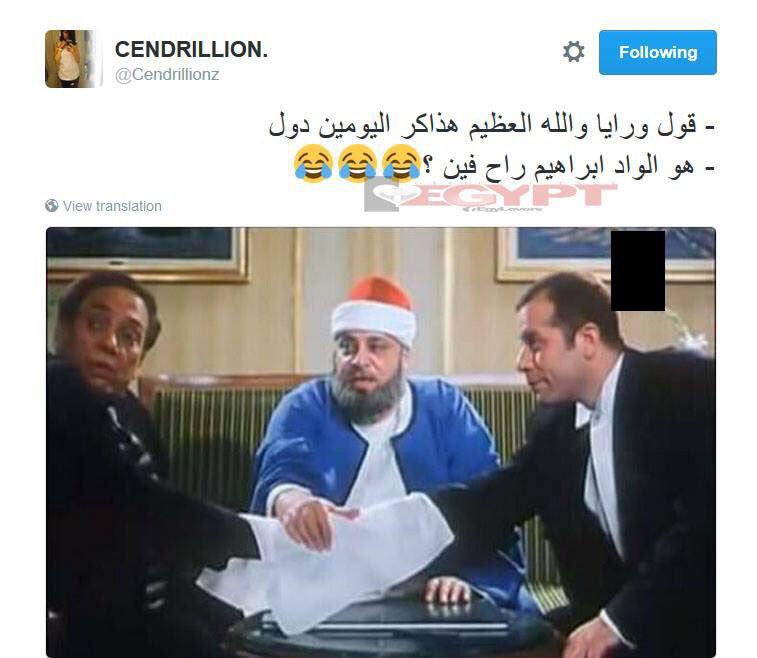 CENDRILLION.
@Cendrillionz
Following
- قول ورايا والله العظيم هذاكر اليومين دول
- هو الواد ابراهيم راح فين ؟😂😂😂
EGYPT
View translation